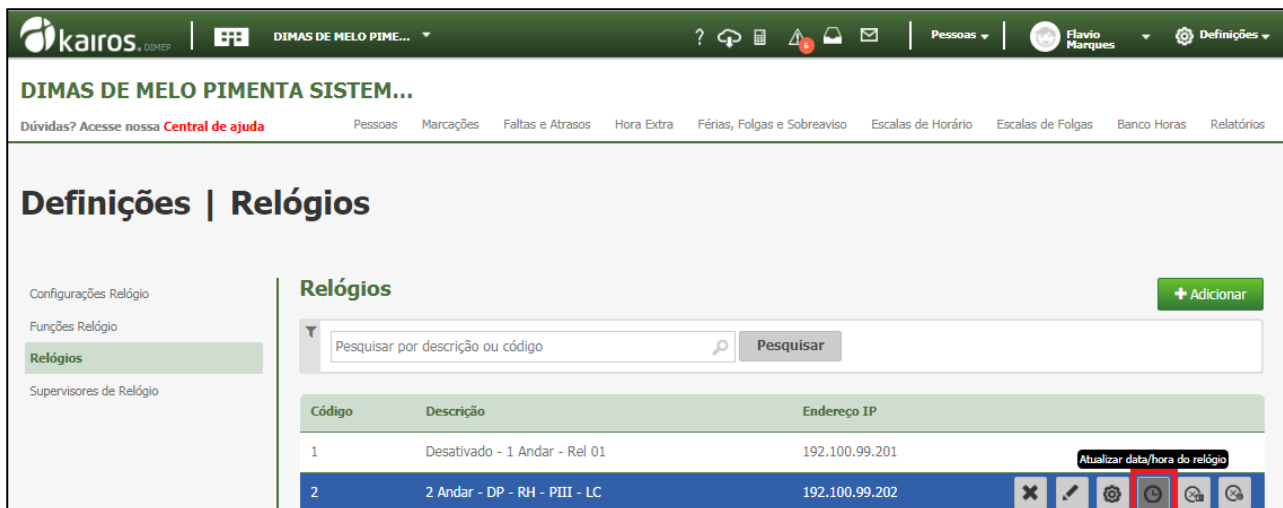 kairos. DIMEP DIMAS DE MELO PIME... ? 6 Pessoas Flavio Marques Definições
DIMAS DE MELO PIMENTA SISTEM...
Dúvidas? Acesse nossa Central de ajuda Pessoas Marcações Faltas e Atrasos Hora Extra Férias, Folgas e Sobreaviso Escalas de Horário Escalas de Folgas Banco Horas Relatórios
Definições | Relógios
Configurações Relógio
Funções Relógio
Relógios
Supervisores de Relógio
Relógios
+ Adicionar
Pesquisar por descrição ou código Pesquisar
Código Descrição Endereço IP
1 Desativado - 1 Andar - Rel 01 192.100.99.201
Atualizar data/hora do relógio
2 2 Andar - DP - RH - PIII - LC 192.100.99.202